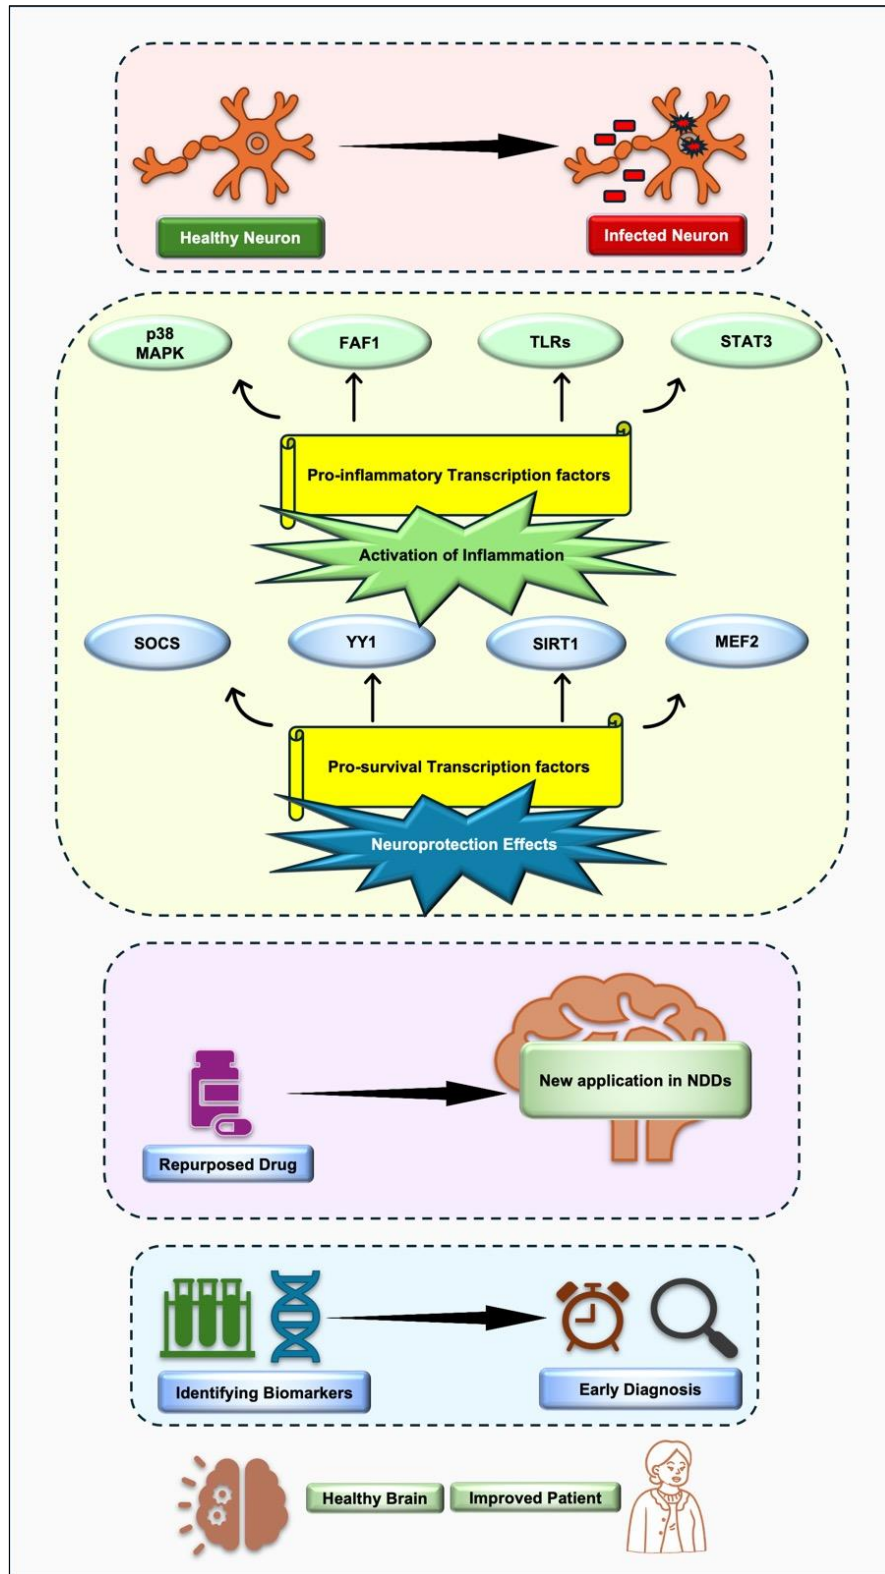 Healthy Neuron
Infected Neuron
p38
MAPK
FAF1
TLRs
STAT3
Pro-inflammatory Transcription factors
Activation of Inflammation
SOCS
YY1
SIRT1
MEF2
Pro-survival Transcription factors
Neuroprotection Effects
New application in NDDs
Repurposed Drug
Identifying Biomarkers
Early Diagnosis
Healthy Brain
Improved Patient